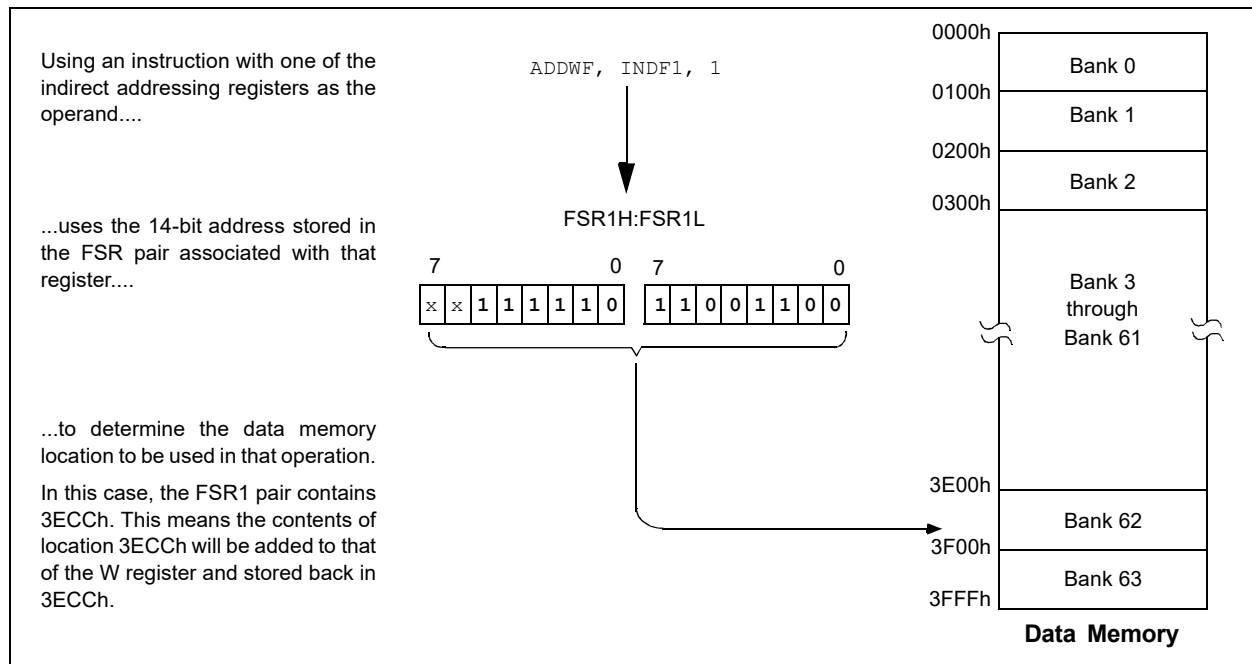 Using an instruction with one of the
indirect addressing registers as the
operand....
ADDWF, INDF1, 1
...uses the 14-bit address stored in
the FSR pair associated with that
register....
FSR1H:FSR1L
7 0 7 0
x x 1 1 1 1 1 0 1 1 0 0 1 1 0 0
...to determine the data memory
location to be used in that operation.
In this case, the FSR1 pair contains
3ECCh. This means the contents of
location 3ECCh will be added to that
of the W register and stored back in
3ECCh.
0000h
Bank 0
0100h
Bank 1
0200h
Bank 2
0300h
Bank 3
through
Bank 61
3E00h
Bank 62
3F00h
Bank 63
3FFFh
Data Memory